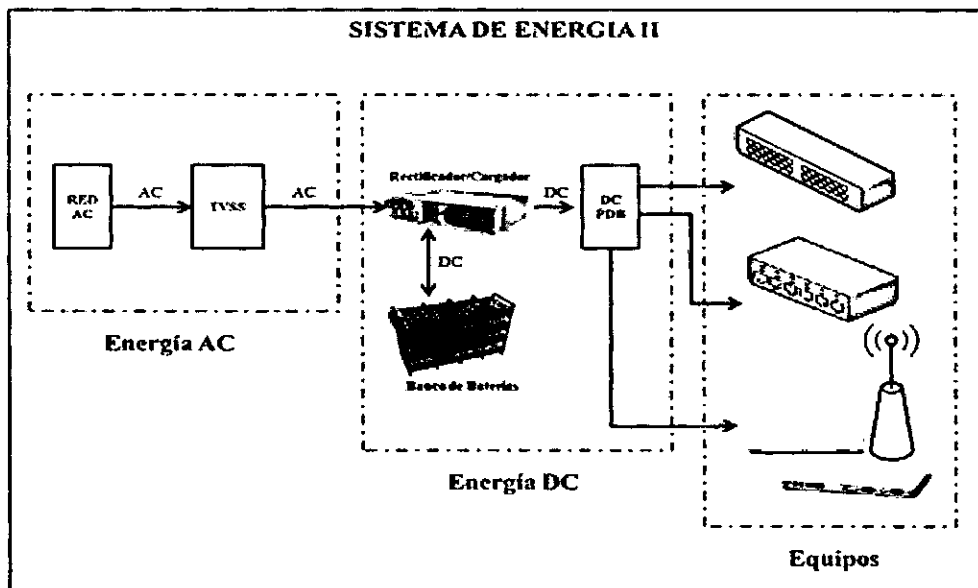 SISTEMA DE ENERGIA II
RED
AC
AC
TVSS
AC
Rectificador/Cargador
DC
DC
PDB
DC
Banco de Baterías
Energía AC
Energía DC
Equipos